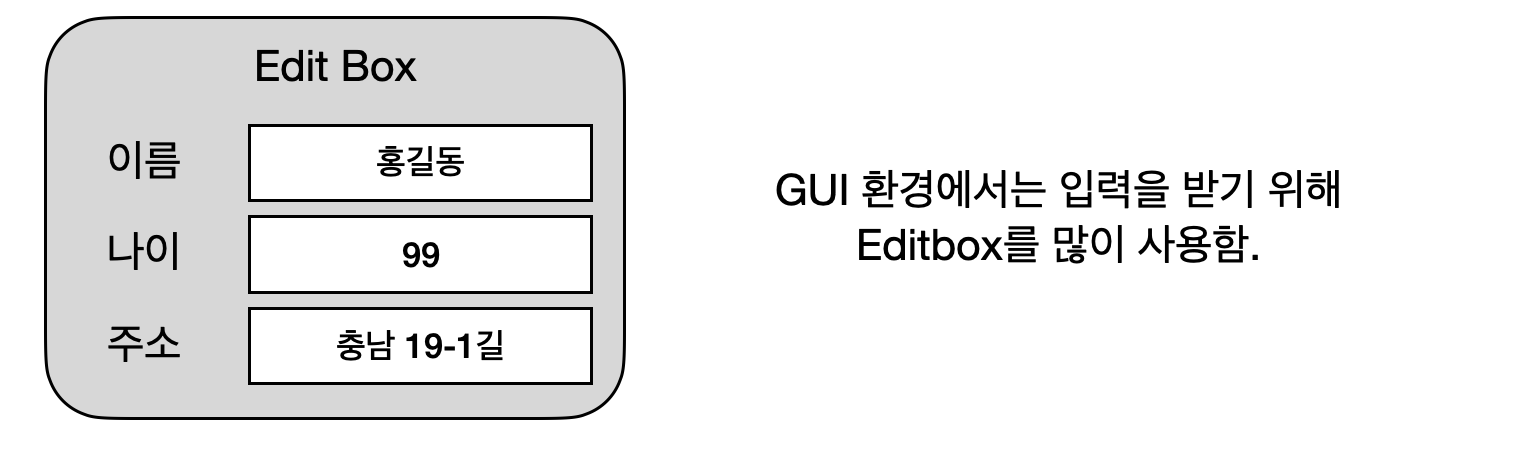 Edit Box
이름
홍길동
나이
99
주소
충남 19-1길
GUI 환경에서는 입력을 받기 위해
Editbox를 많이 사용함.